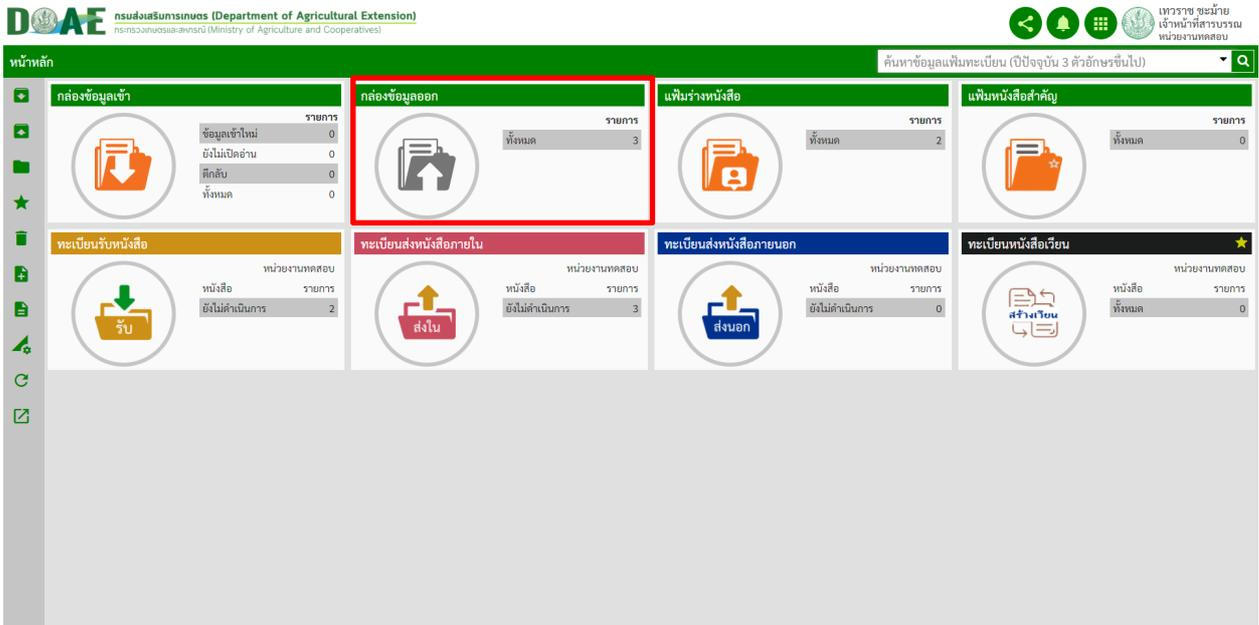 DOAE
กรมส่งเสริมการเกษตร (Department of Agricultural Extension)
กระทรวงเกษตรและสหกรณ์ (Ministry of Agriculture and Cooperatives)
เทวราช ชะม้าย
เจ้าหน้าที่สารบรรณ
หน่วยงานทดสอบ
หน้าหลัก
ค้นหาข้อมูลแฟ้มทะเบียน (ปีปัจจุบัน 3 ตัวอักษรขึ้นไป)
กล่องข้อมูลเข้า
รายการ
ข้อมูลเข้าใหม่ 0
ยังไม่เปิดอ่าน 0
ตีกลับ 0
ทั้งหมด 0
กล่องข้อมูลออก
รายการ
ทั้งหมด 3
แฟ้มร่างหนังสือ
รายการ
ทั้งหมด 2
แฟ้มหนังสือสำคัญ
รายการ
ทั้งหมด 0
ทะเบียนรับหนังสือ
หน่วยงานทดสอบ
หนังสือ รายการ
ยังไม่ดำเนินการ 2
รับ
ทะเบียนส่งหนังสือภายใน
หน่วยงานทดสอบ
หนังสือ รายการ
ยังไม่ดำเนินการ 3
ส่งใน
ทะเบียนส่งหนังสือภายนอก
หน่วยงานทดสอบ
หนังสือ รายการ
ยังไม่ดำเนินการ 0
ส่งนอก
ทะเบียนหนังสือเวียน
หน่วยงานทดสอบ
หนังสือ รายการ
ทั้งหมด 0
สร้างเวียน